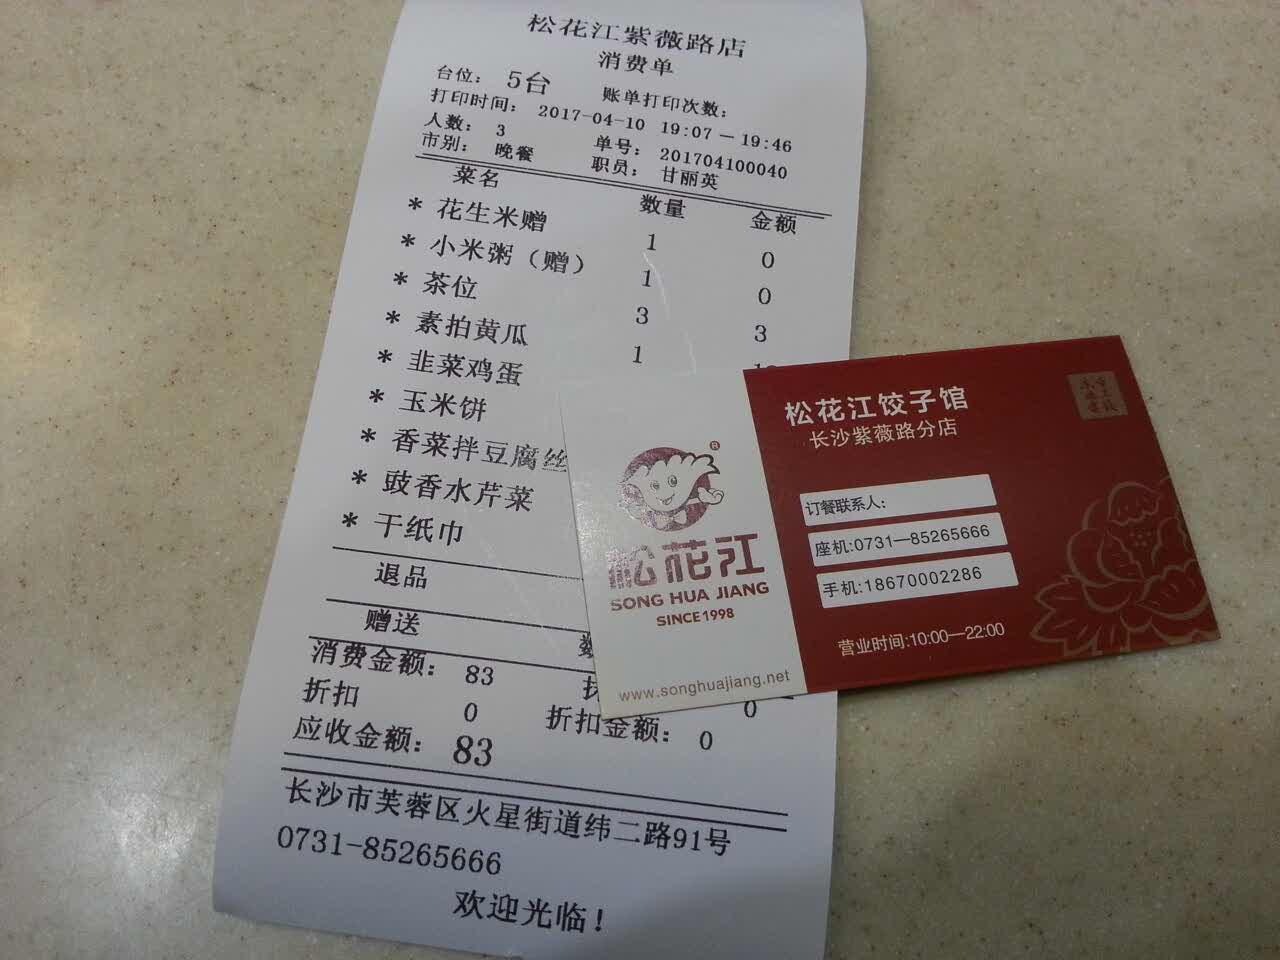 松花江紫薇路店
消费单
台位： 5台 账单打印次数：
打印时间： 2017-04-10 19:07 — 19:46
人数： 3 单号： 201704100040
市别： 晚餐 职员： 甘丽英
菜名 数量 金额
* 花生米赠 1 0
* 小米粥（赠） 1 0
* 茶位 3 3
* 素拍黄瓜 1
* 韭菜鸡蛋
* 玉米饼
* 香菜拌豆腐丝
* 豉香水芹菜
* 干纸巾
退品
赠送
消费金额： 83
折扣 0 折扣金额： 0
0
应收金额： 83
长沙市芙蓉区火星街道纬二路91号
0731-85265666
欢迎光临!
松花江
®
SONG HUA JIANG
SINCE1998
www.songhuajiang.net
松花江饺子馆
长沙紫薇路分店
订餐联系人:
座机:0731—85265666
手机:18670002286
营业时间:10:00—22:00